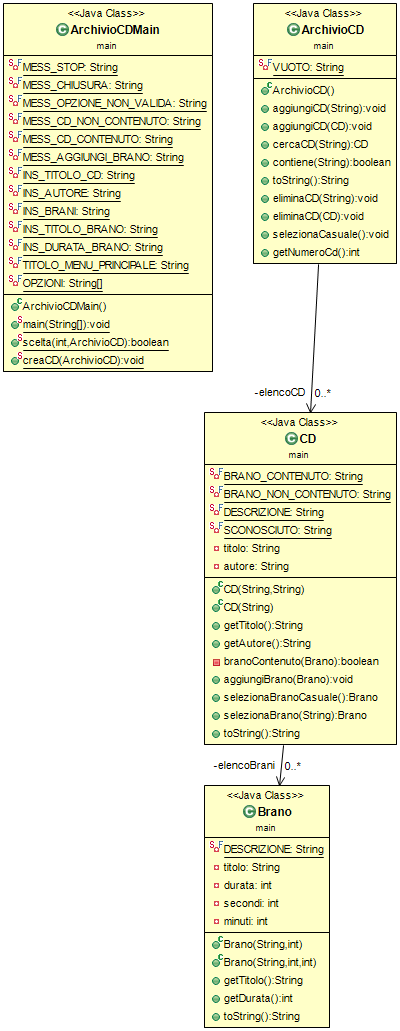 <<Java Class>>
ArchivioCDMain
main
MESS_STOP: String
MESS_CHIUSURA: String
MESS_OPZIONE_NON_VALIDA: String
MESS_CD_NON_CONTENUTO: String
MESS_CD_CONTENUTO: String
MESS_AGGIUNGI_BRANO: String
INS_TITOLO_CD: String
INS_AUTORE: String
INS_BRANI: String
INS_TITOLO_BRANO: String
INS_DURATA_BRANO: String
TITOLO_MENU_PRINCIPALE: String
OPZIONI: String[]
ArchivioCDMain()
main(String[]):void
scelta(int,ArchivioCD):boolean
creaCD(ArchivioCD):void
<<Java Class>>
ArchivioCD
main
VUOTO: String
ArchivioCD()
aggiungiCD(String):void
aggiungiCD(CD):void
cercaCD(String):CD
contiene(String):boolean
toString():String
eliminaCD(String):void
eliminaCD(CD):void
selezionaCasuale():void
getNumeroCd():int
-elencoCD 0..*
<<Java Class>>
CD
main
BRANO_CONTENUTO: String
BRANO_NON_CONTENUTO: String
DESCRIZIONE: String
SCONOSCIUTO: String
titolo: String
autore: String
CD(String,String)
CD(String)
getTitolo():String
getAutore():String
branoContenuto(Brano):boolean
aggiungiBrano(Brano):void
selezionaBranoCasuale():Brano
selezionaBrano(String):Brano
toString():String
-elencoBrani 0..*
<<Java Class>>
Brano
main
DESCRIZIONE: String
titolo: String
durata: int
secondi: int
minuti: int
Brano(String,int)
Brano(String,int,int)
getTitolo():String
getDurata():int
toString():String